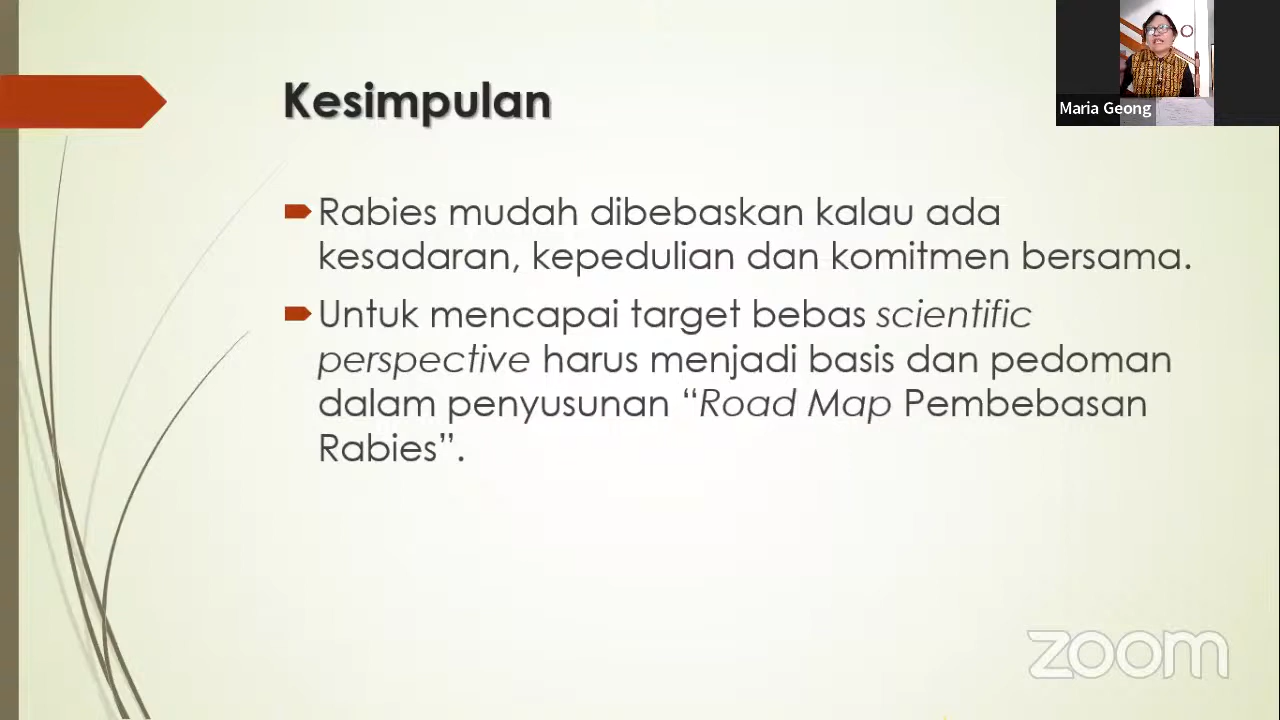 Kesimpulan
Maria Geong
Rabies mudah dibebaskan kalau ada
kesadaran, kepedulian dan komitmen bersama.
Untuk mencapai target bebas scientific
perspective harus menjadi basis dan pedoman
dalam penyusunan “Road Map Pembebasan
Rabies”.
zoom